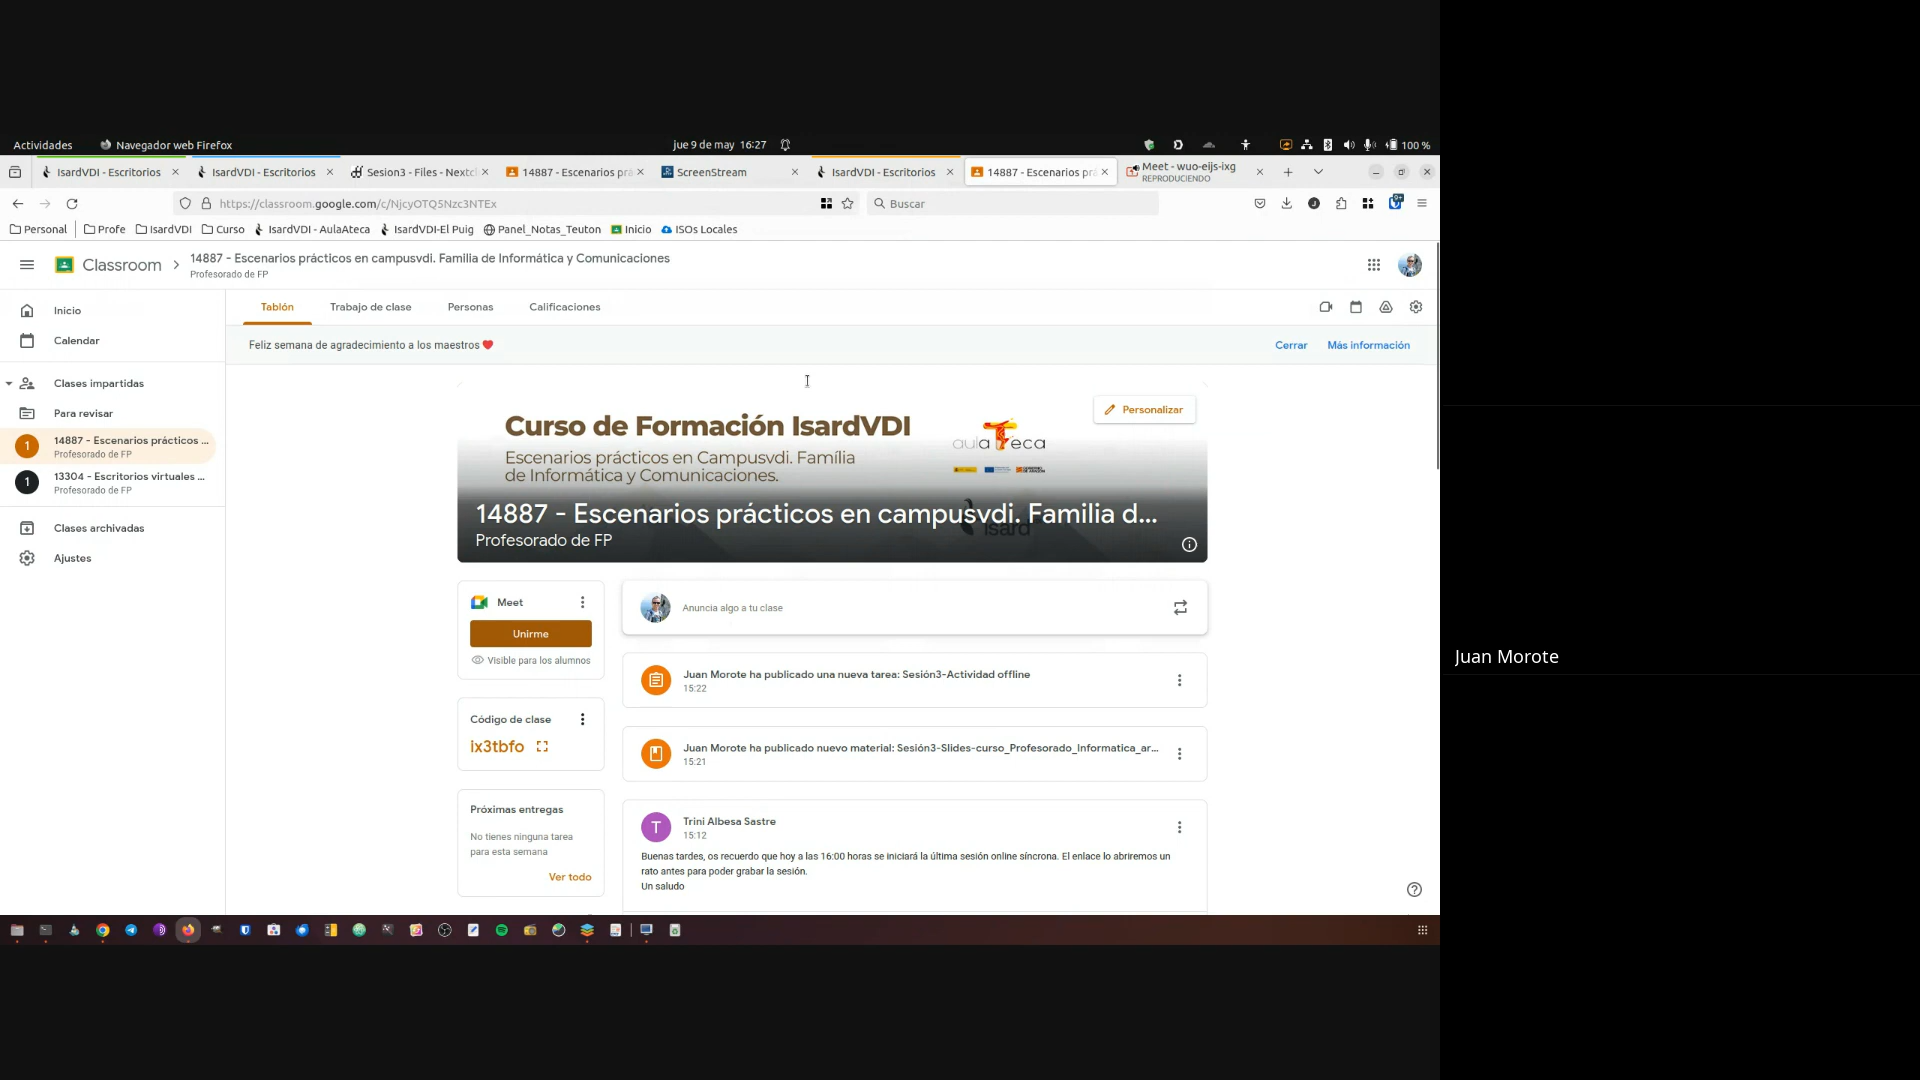 Actividades
Navegador web Firefox
jue 9 de may 16:27
100 %
IsardVDI - Escritorios
IsardVDI - Escritorios
Sesion3 - Files - Nextcl
14887 - Escenarios prá
ScreenStream
IsardVDI - Escritorios
14887 - Escenarios prá
Meet - wuo-eijs-ixg
REPRODUCIENDO
https://classroom.google.com/c/NjcyOTQ5Nzc3NTEx
Buscar
Personal
Profe
IsardVDI
Curso
IsardVDI - AulaAteca
IsardVDI-El Puig
Panel_Notas_Teuton
Inicio
ISOs Locales
Classroom
14887 - Escenarios prácticos en campusvdi. Familia de Informática y Comunicaciones
Profesorado de FP
Inicio
Calendar
Clases impartidas
Para revisar
1
14887 - Escenarios prácticos ...
Profesorado de FP
1
13304 - Escritorios virtuales ...
Profesorado de FP
Clases archivadas
Ajustes
Tablón
Trabajo de clase
Personas
Calificaciones
Feliz semana de agradecimiento a los maestros ❤️
Cerrar
Más información
Curso de Formación IsardVDI
Escenarios prácticos en Campusvdi. Família
de Informática y Comunicaciones.
aulaTeca
Personalizar
14887 - Escenarios prácticos en campusvdi. Familia d...
Profesorado de FP
isard
Meet
Unirme
Visible para los alumnos
Código de clase
ix3tbfo
Próximas entregas
No tienes ninguna tarea
para esta semana
Ver todo
Anuncia algo a tu clase
Juan Morote ha publicado una nueva tarea: Sesión3-Actividad offline
15:22
Juan Morote ha publicado nuevo material: Sesión3-Slides-curso_Profesorado_Informatica_ar...
15:21
T
Trini Albesa Sastre
15:12
Buenas tardes, os recuerdo que hoy a las 16:00 horas se iniciará la última sesión online síncrona. El enlace lo abriremos un
rato antes para poder grabar la sesión.
Un saludo
Juan Morote